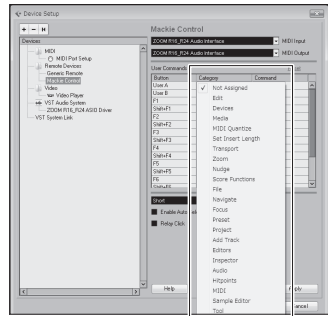 Device Setup
Devices
MIDI
MIDI Port Setup
Remote Devices
Generic Remote
Mackie Control
Video
Video Player
VST Audio System
ZOOM R16_R24 ASIO Driver
VST System Link
Mackie Control
ZOOM R16_R24 Audio Interface
MIDI Input
ZOOM R16_R24 Audio Interface
MIDI Output
User Commands
Button
Category
Command
User A
User B
F1
Shift+F1
F2
Shift+F2
F3
Shift+F3
F4
Shift+F4
F5
Shift+F5
F6
Shift+F6
Not Assigned
Edit
Devices
Media
MIDI Quantize
Set Insert Length
Transport
Zoom
Nudge
Score Functions
File
Navigate
Focus
Preset
Project
Add Track
Editors
Inspector
Audio
Hitpoints
MIDI
Sample Editor
Tool
Short
Enable Auto
Relay Click
Help